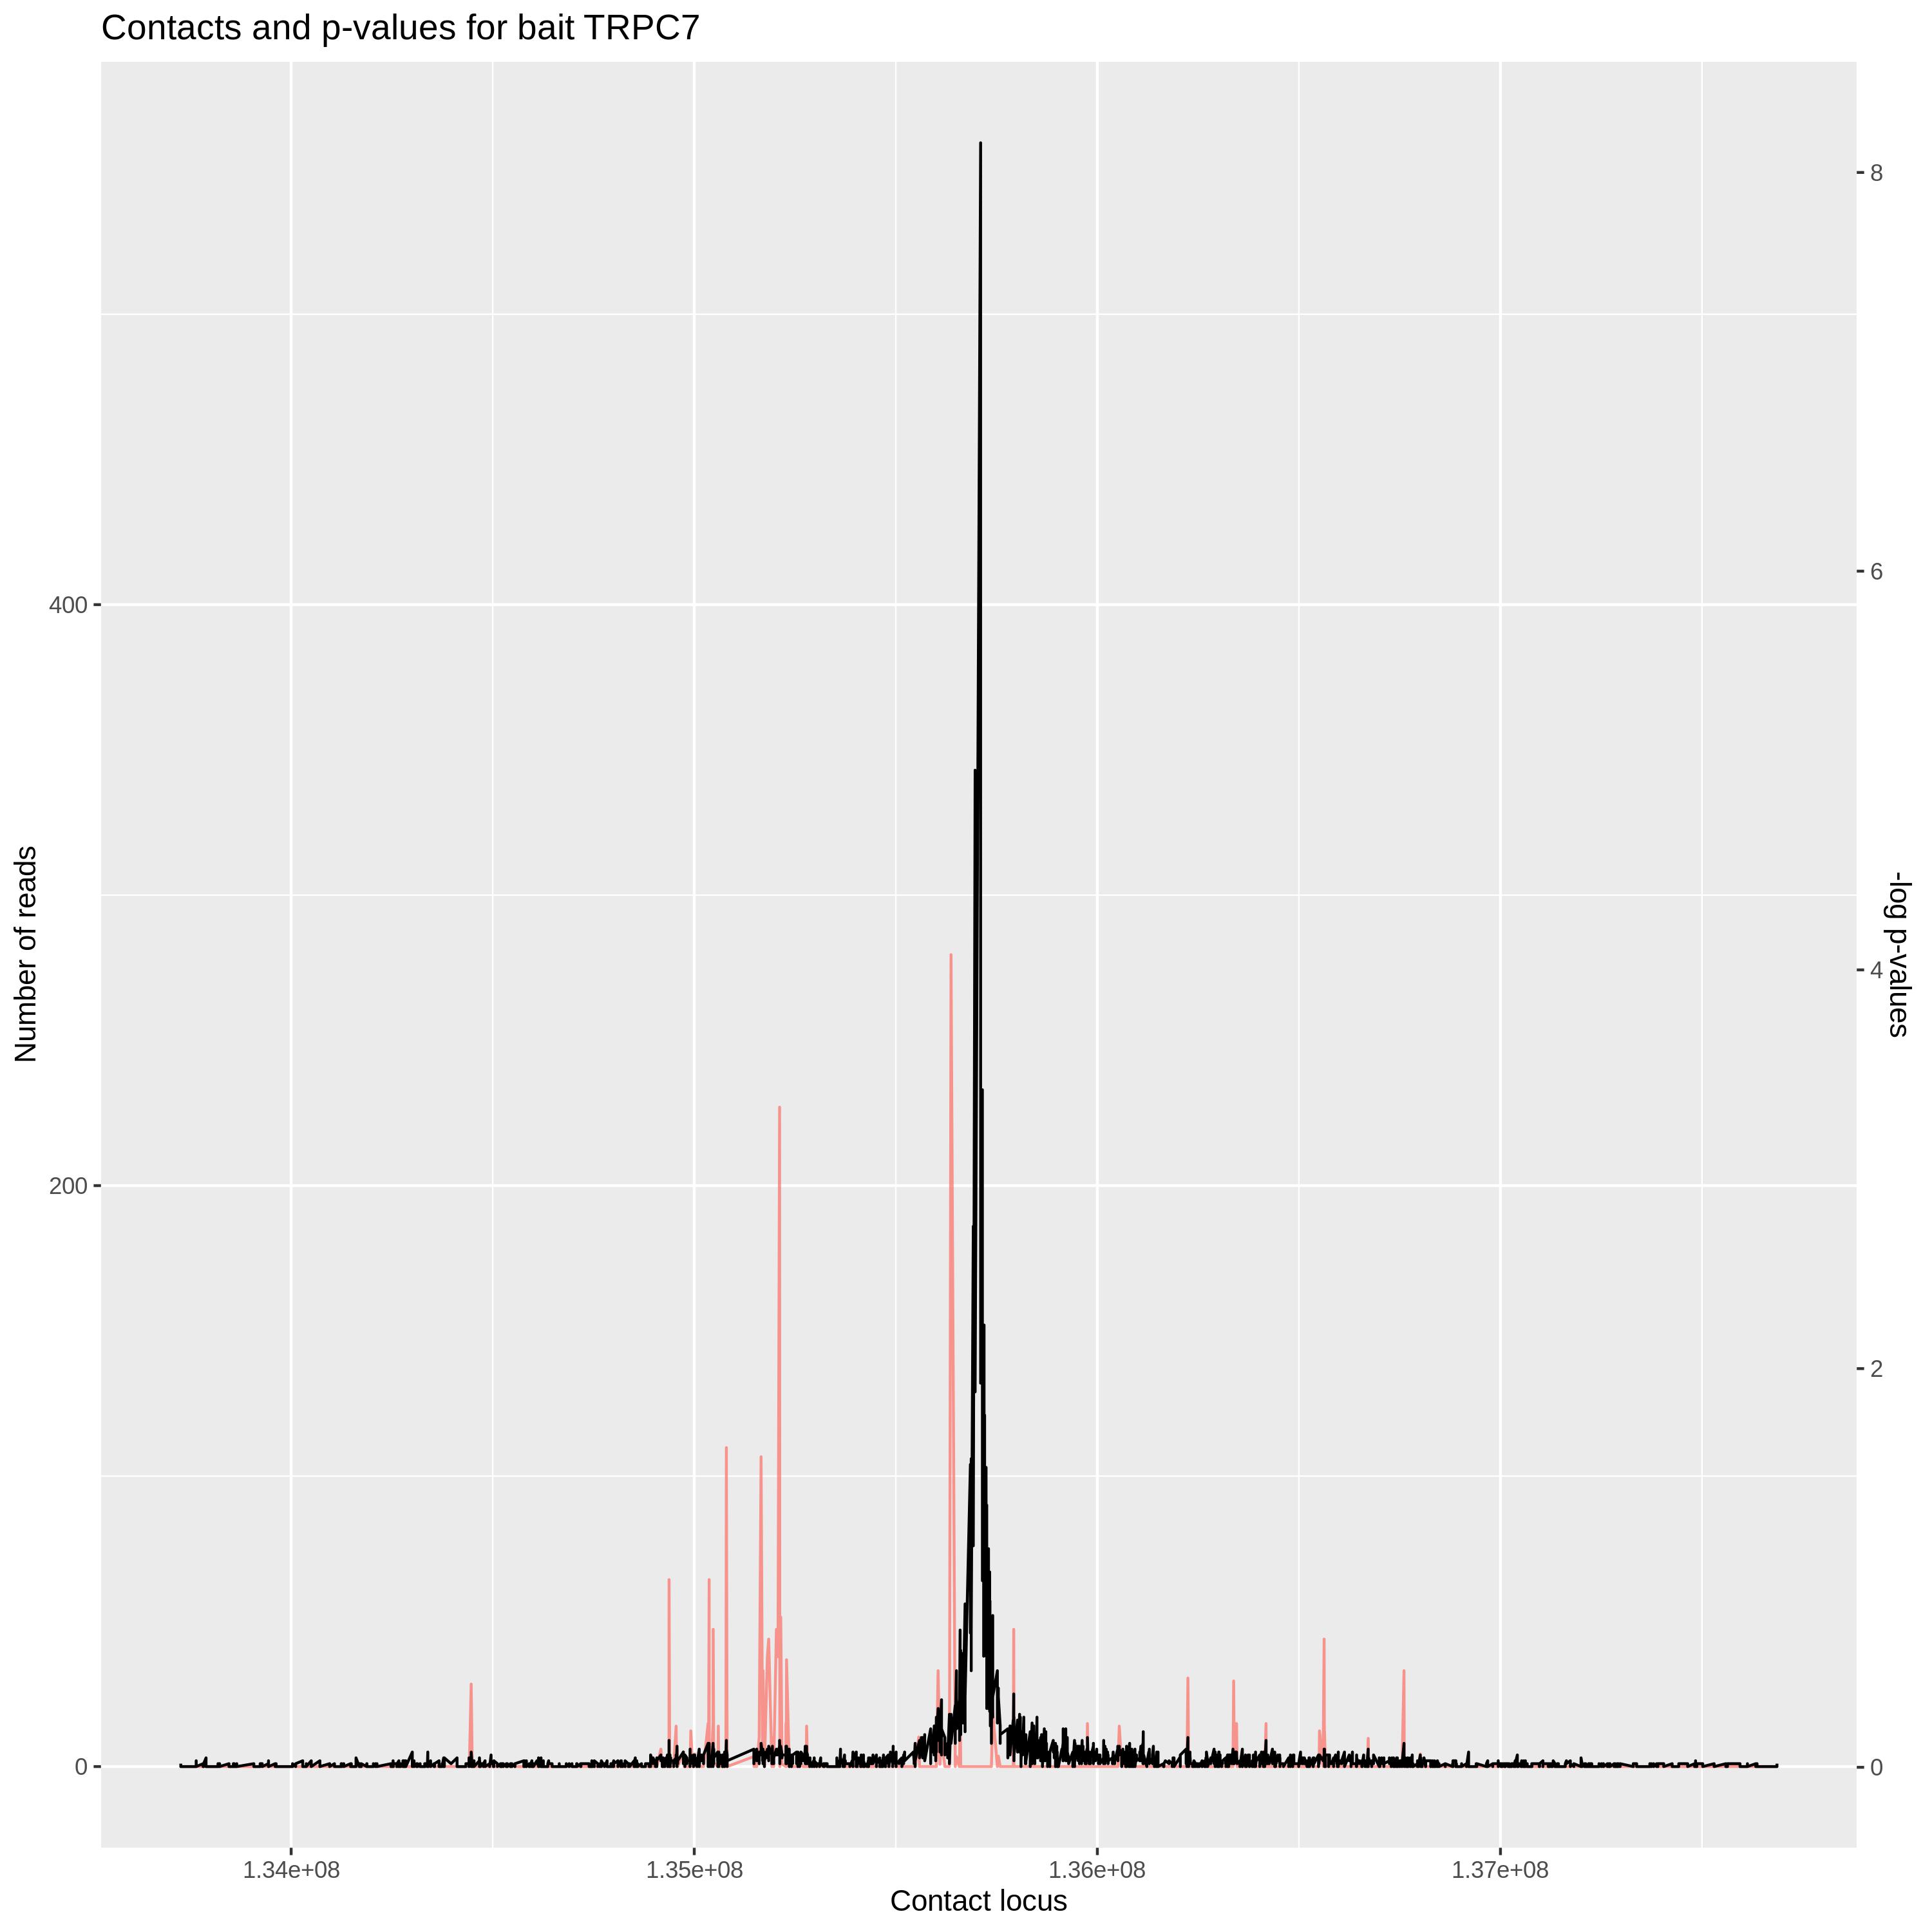 Contacts and p-values for bait TRPC7
Number of reads
400
200
0
8
6
4
2
0
-log p-values
1.34e+08
1.35e+08
1.36e+08
1.37e+08
Contact locus